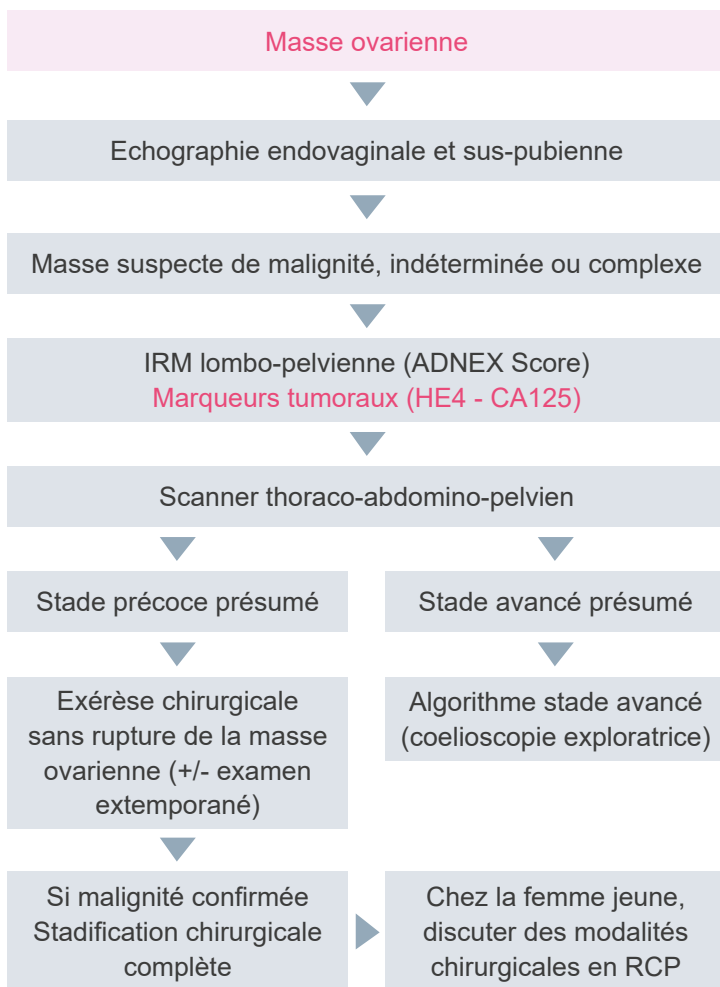 Masse ovarienne
Echographie endovaginale et sus-pubienne
Masse suspecte de malignité, indéterminée ou complexe
IRM lombo-pelvienne (ADNEX Score)
Marqueurs tumoraux (HE4 - CA125)
Scanner thoraco-abdomino-pelvien
Stade précoce présumé
Stade avancé présumé
Exérèse chirurgicale
sans rupture de la masse
ovarienne (+/- examen
extemporané)
Algorithme stade avancé
(coelioscopie exploratrice)
Si malignité confirmée
Stadification chirurgicale
complète
Chez la femme jeune,
discuter des modalités
chirurgicales en RCP